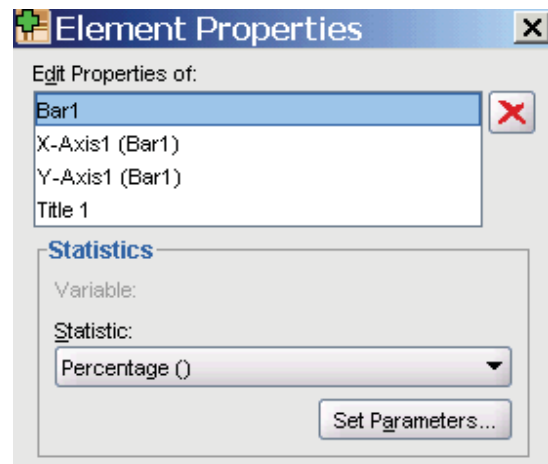 Element Properties
Edit Properties of:
Bar1
X-Axis1 (Bar1)
Y-Axis1 (Bar1)
Title 1
Statistics
Variable:
Statistic:
Percentage ()
Set Parameters...